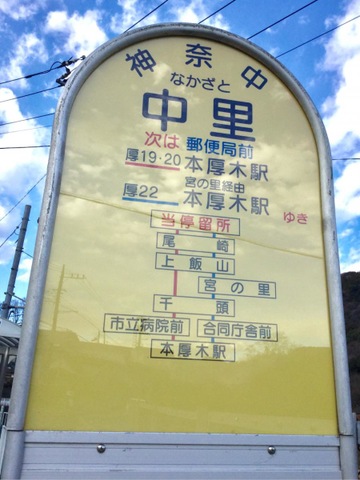 神奈中
なかざと
中里
次は 郵便局前
厚19・20 本厚木駅
宮の里経由
厚22 本厚木駅 ゆき
当停留所
尾崎
上飯山
宮の里
千頭
市立病院前 合同庁舎前
本厚木駅